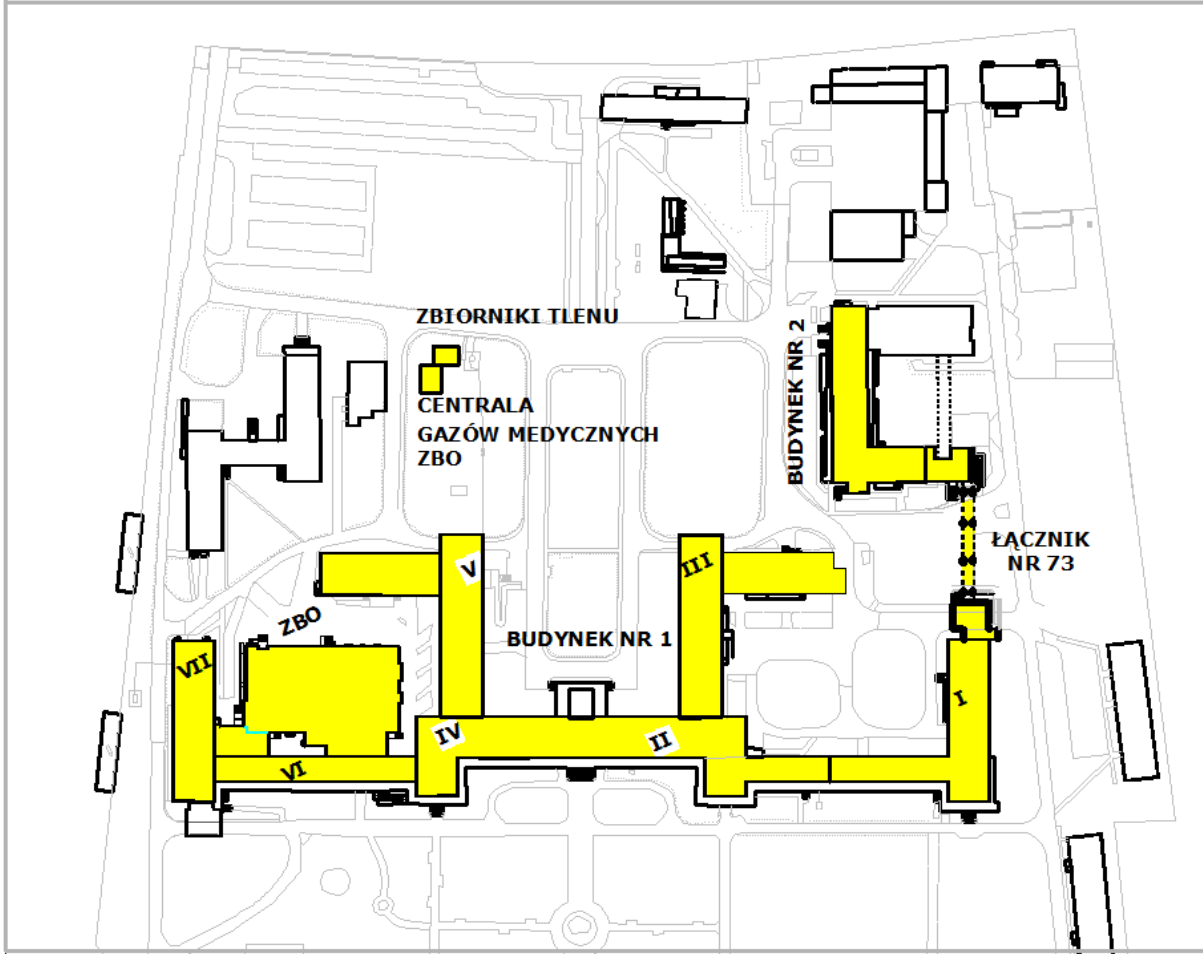 ZBIORNIKI TLENU
CENTRALA
GAZÓW MEDYCZNYCH
ZBO
BUDYNEK NR 2
ŁĄCZNIK
NR 73
V
III
ZBO
BUDYNEK NR 1
VII
I
IV
II
VI